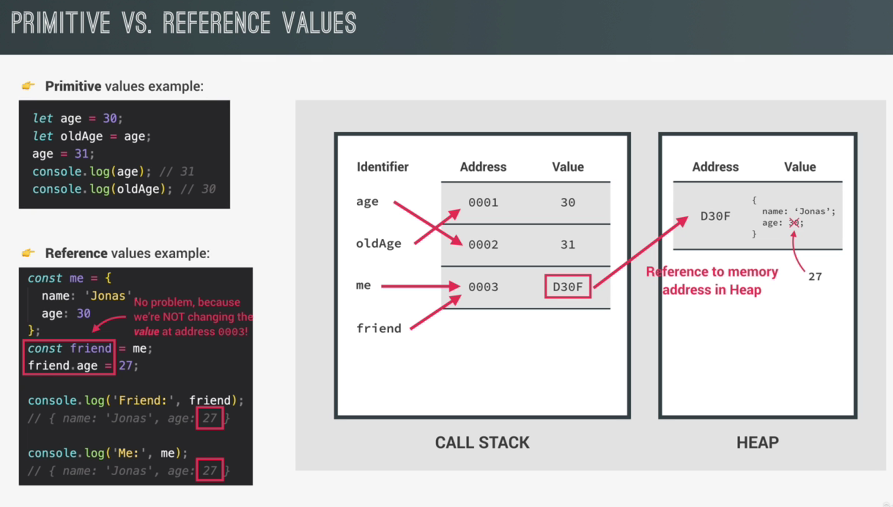 PRIMITIVE VS. REFERENCE VALUES
Primitive values example:
let age = 30;
let oldAge = age;
age = 31;
console.log(age); // 31
console.log(oldAge); // 30
Reference values example:
const me = {
name: 'Jonas'
age: 30
};
const friend = me;
friend.age = 27;
console.log('Friend:', friend);
// { name: 'Jonas', age: 27 }
console.log('Me:', me);
// { name: 'Jonas', age: 27 }
No problem, because
we're NOT changing the
value at address 0003!
Identifier Address Value
age 0001 30
oldAge 0002 31
me 0003 D30F
friend
CALL STACK
Address Value
D30F
{
name: 'Jonas';
age: 30;
}
27
Reference to memory
address in Heap
HEAP